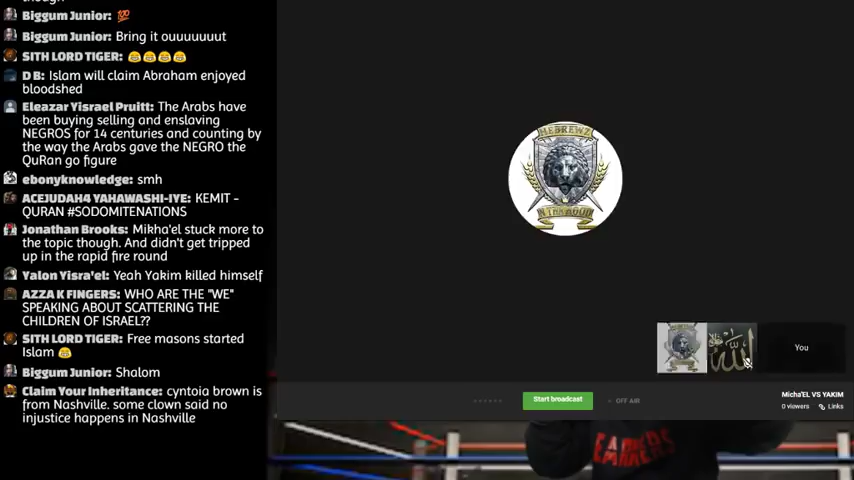 though
Biggum Junior: 💯
Biggum Junior: Bring it ouuuuuuut
SITH LORD TIGER: 😂😂😂😂
D B: Islam will claim Abraham enjoyed
bloodshed
Eleazar Yisrael Pruitt: The Arabs have
been buying selling and enslaving
NEGROS for 14 centuries and counting by
the way the Arabs gave the NEGRO the
QuRan go figure
ebonyknowledge: smh
ACEJUDAH4 YAHAWASHI-IYE: KEMIT -
QURAN #SODOMITENATIONS
Jonathan Brooks: Mikha'el stuck more to
the topic though. And didn't get tripped
up in the rapid fire round
Yalon Yisra'el: Yeah Yakim killed himself
AZZA K FINGERS: WHO ARE THE "WE"
SPEAKING ABOUT SCATTERING THE
CHILDREN OF ISRAEL??
SITH LORD TIGER: Free masons started
Islam 😂
Biggum Junior: Shalom
Claim Your Inheritance: cyntoia brown is
from Nashville. some clown said no
injustice happens in Nashville
HEBREWZ
You
Start broadcast
OFF AIR
Micha'EL VS YAKIM
0 viewers
Links